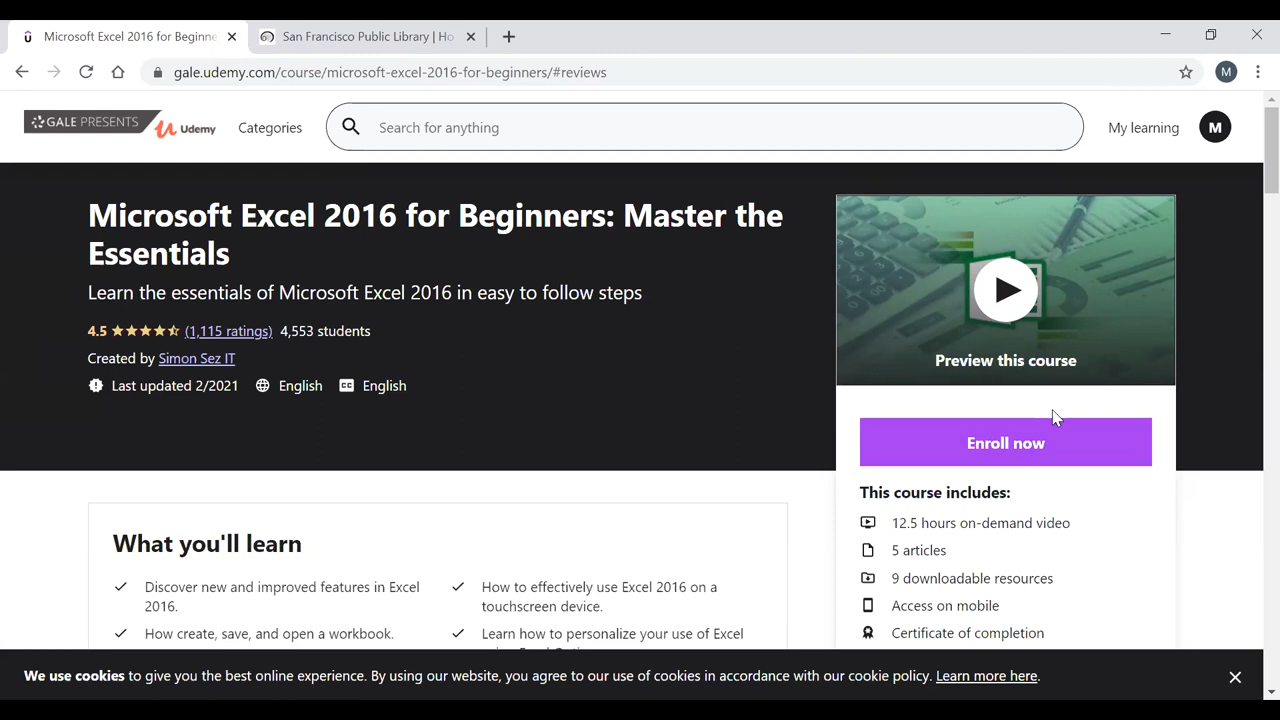 Microsoft Excel 2016 for Beginne
San Francisco Public Library | Ho
gale.udemy.com/course/microsoft-excel-2016-for-beginners/#reviews
M
GALE PRESENTS
Udemy
Categories
Search for anything
My learning
M
Microsoft Excel 2016 for Beginners: Master the
Essentials
Learn the essentials of Microsoft Excel 2016 in easy to follow steps
4.5 (1,115 ratings) 4,553 students
Created by Simon Sez IT
Last updated 2/2021 English CC English
Preview this course
Enroll now
This course includes:
12.5 hours on-demand video
5 articles
9 downloadable resources
Access on mobile
Certificate of completion
What you'll learn
Discover new and improved features in Excel
2016.
How create, save, and open a workbook.
How to effectively use Excel 2016 on a
touchscreen device.
Learn how to personalize your use of Excel
We use cookies to give you the best online experience. By using our website, you agree to our use of cookies in accordance with our cookie policy. Learn more here.